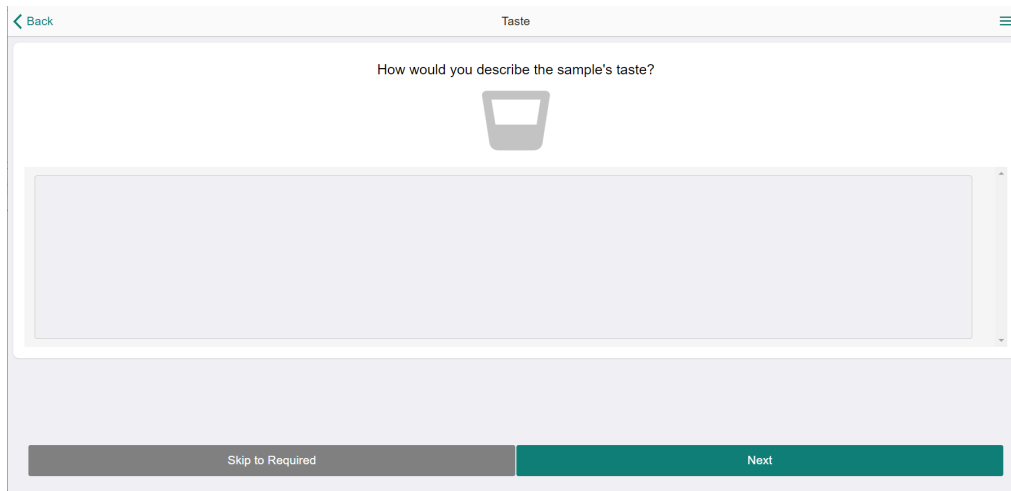 Back
Taste
How would you describe the sample's taste?
Skip to Required
Next